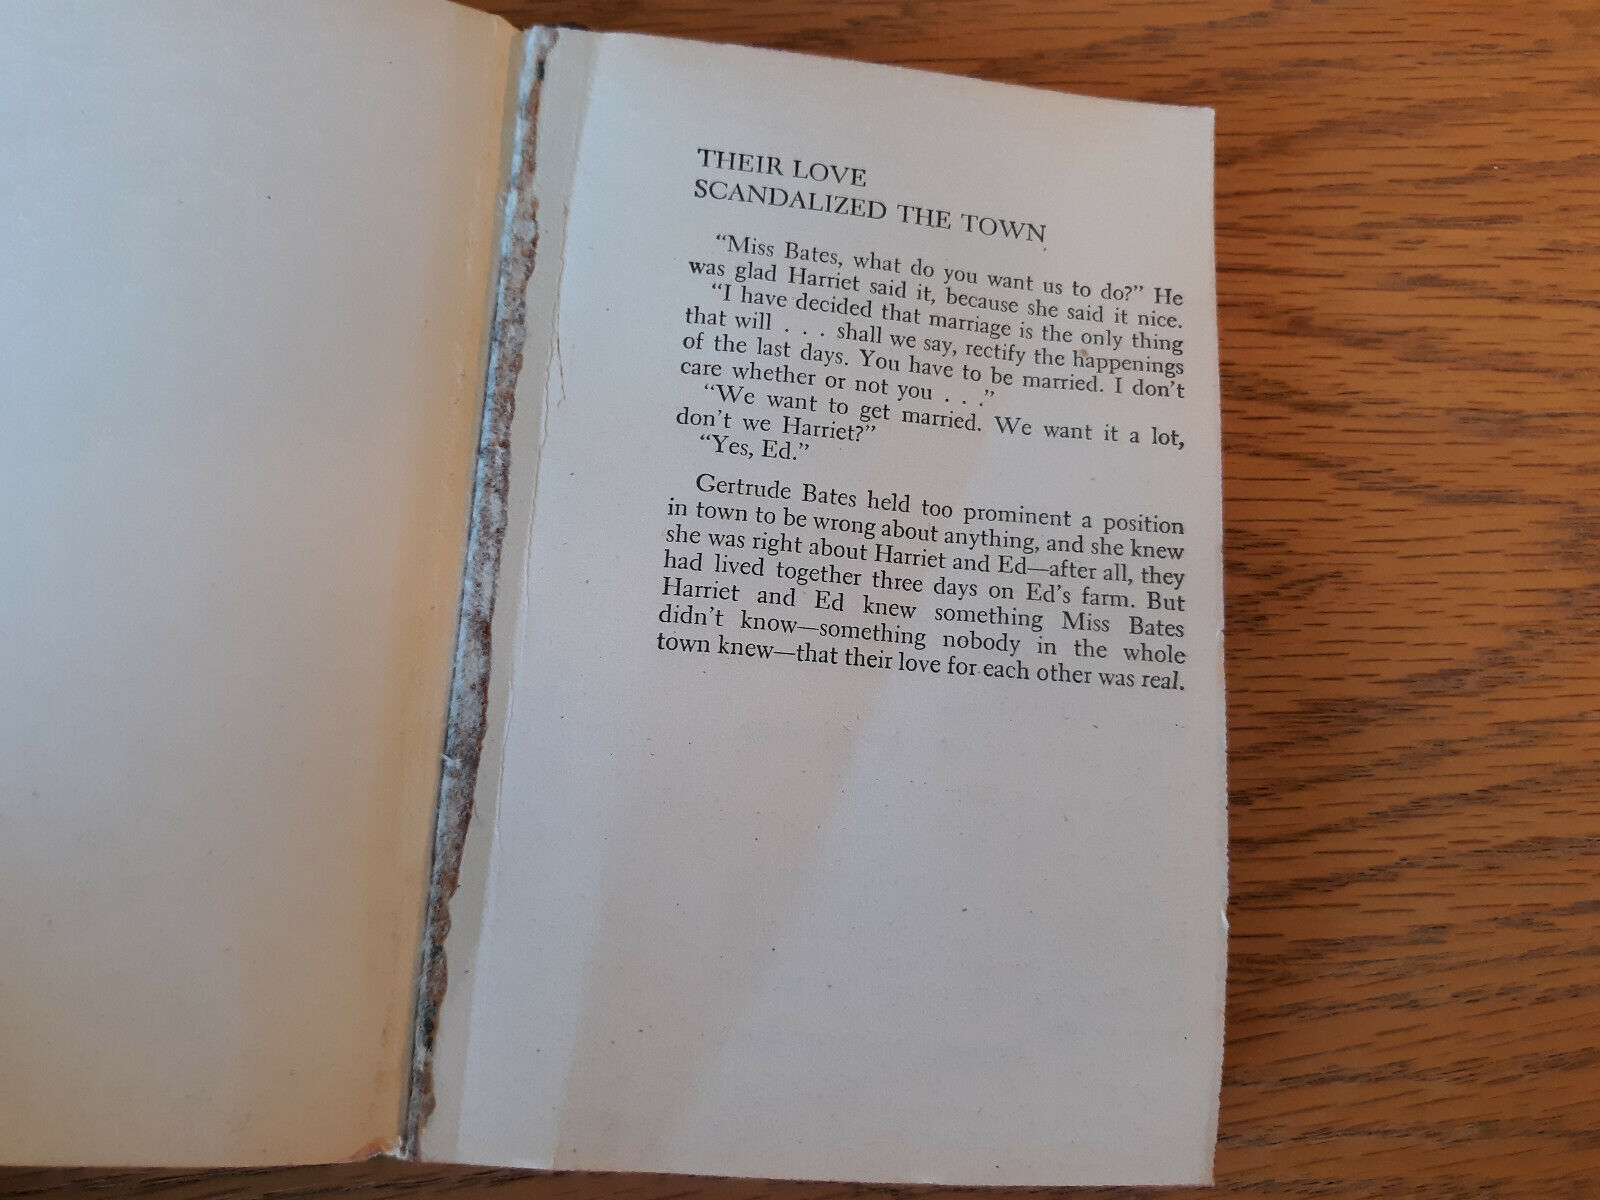 THEIR LOVE
SCANDALIZED THE TOWN
“Miss Bates, what do you want us to do?” He
was glad Harriet said it, because she said it nice.
“I have decided that marriage is the only thing
that will . . . shall we say, rectify the happenings
of the last days. You have to be married. I don’t
care whether or not you . . .”
“We want to get married. We want it a lot,
don’t we Harriet?”
“Yes, Ed.”
Gertrude Bates held too prominent a position
in town to be wrong about anything, and she knew
she was right about Harriet and Ed—after all, they
had lived together three days on Ed’s farm. But
Harriet and Ed knew something Miss Bates
didn’t know—something nobody in the whole
town knew—that their love for each other was real.